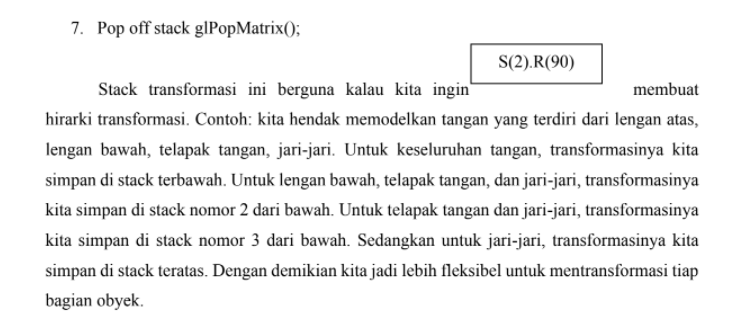 7. Pop off stack glPopMatrix();
S(2).R(90)
Stack transformasi ini berguna kalau kita ingin membuat
hirarki transformasi. Contoh: kita hendak memodelkan tangan yang terdiri dari lengan atas,
lengan bawah, telapak tangan, jari-jari. Untuk keseluruhan tangan, transformasinya kita
simpan di stack terbawah. Untuk lengan bawah, telapak tangan, dan jari-jari, transformasinya
kita simpan di stack nomor 2 dari bawah. Untuk telapak tangan dan jari-jari, transformasinya
kita simpan di stack nomor 3 dari bawah. Sedangkan untuk jari-jari, transformasinya kita
simpan di stack teratas. Dengan demikian kita jadi lebih fleksibel untuk mentransformasi tiap
bagian obyek.